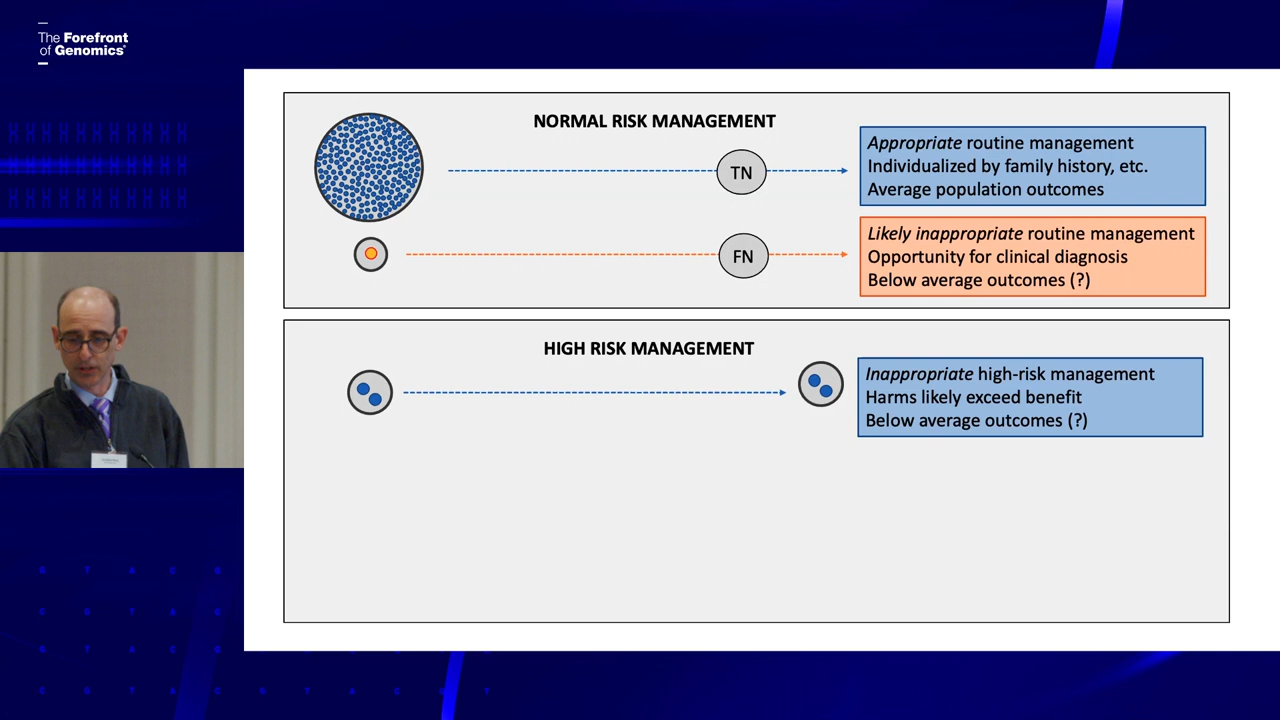 The Forefront
of Genomics
NORMAL RISK MANAGEMENT
TN
Appropriate routine management
Individualized by family history, etc.
Average population outcomes
FN
Likely inappropriate routine management
Opportunity for clinical diagnosis
Below average outcomes (?)
HIGH RISK MANAGEMENT
Inappropriate high-risk management
Harms likely exceed benefit
Below average outcomes (?)